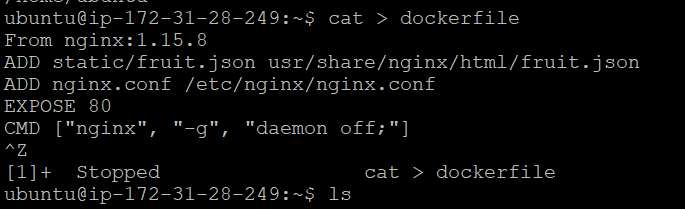 ubuntu@ip-172-31-28-249:~$ cat > dockerfile
From nginx:1.15.8
ADD static/fruit.json usr/share/nginx/html/fruit.json
ADD nginx.conf /etc/nginx/nginx.conf
EXPOSE 80
CMD ["nginx", "-g", "daemon off;"]
^Z
[1]+  Stopped                 cat > dockerfile
ubuntu@ip-172-31-28-249:~$ ls